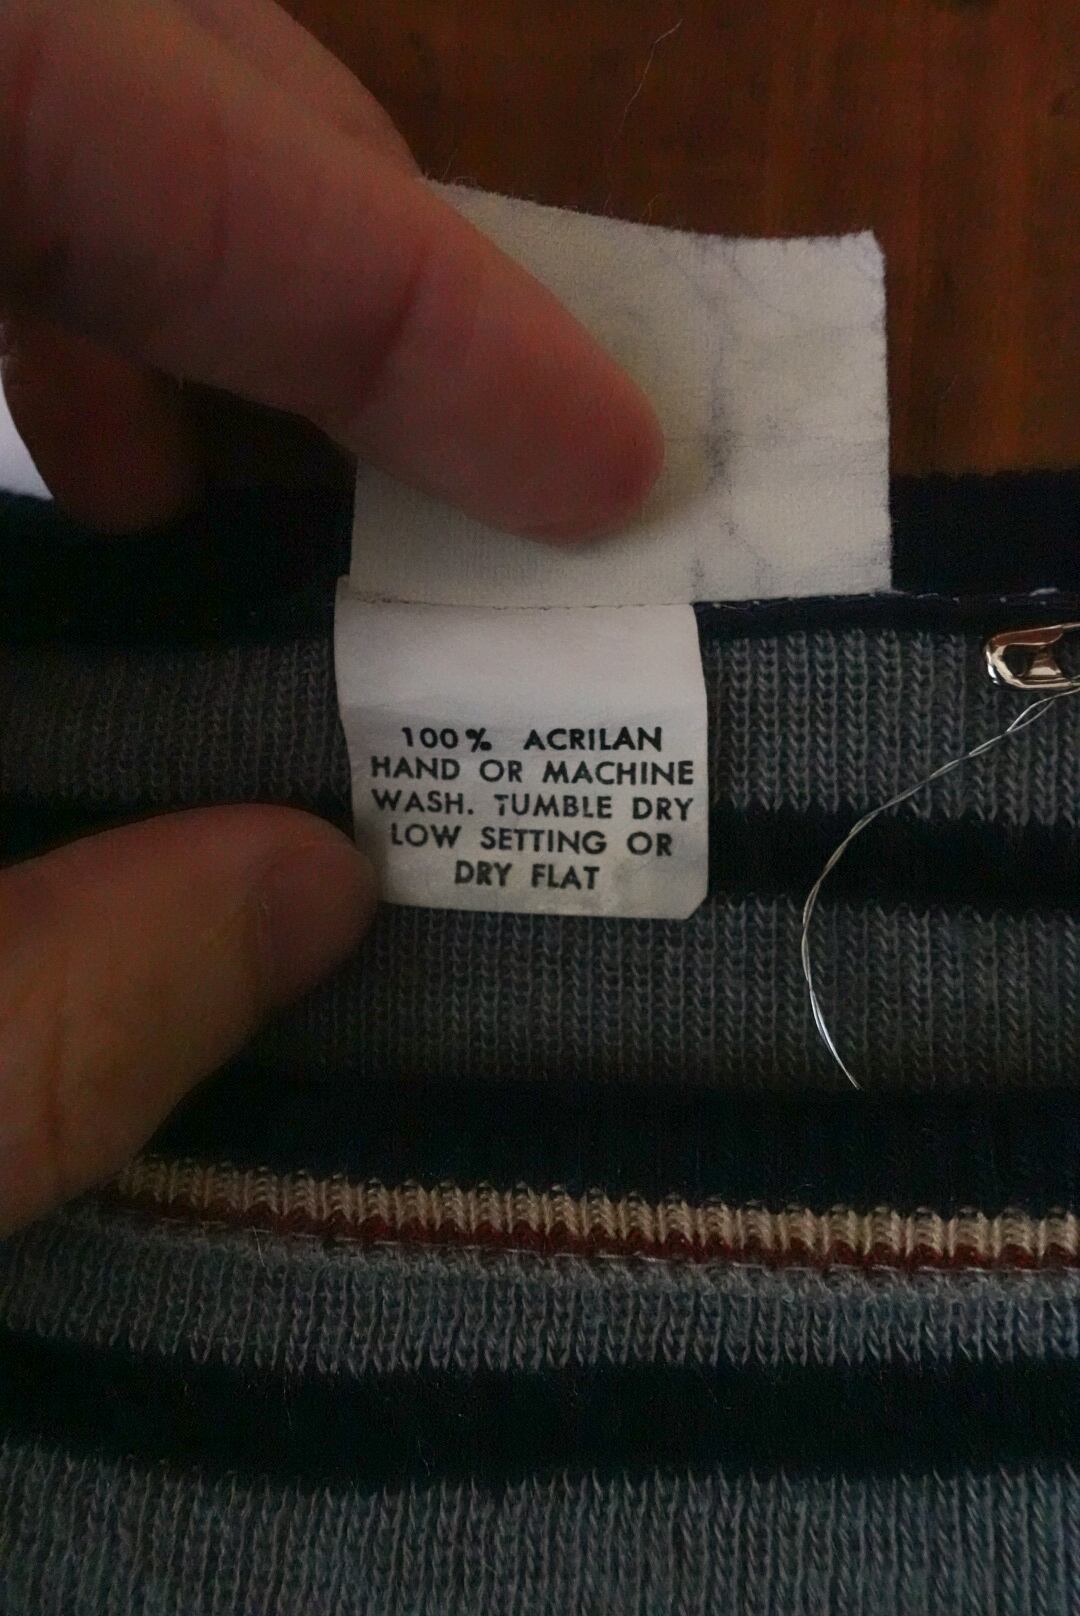 100% ACRILAN
HAND OR MACHINE
WASH. TUMBLE DRY
LOW SETTING OR
DRY FLAT